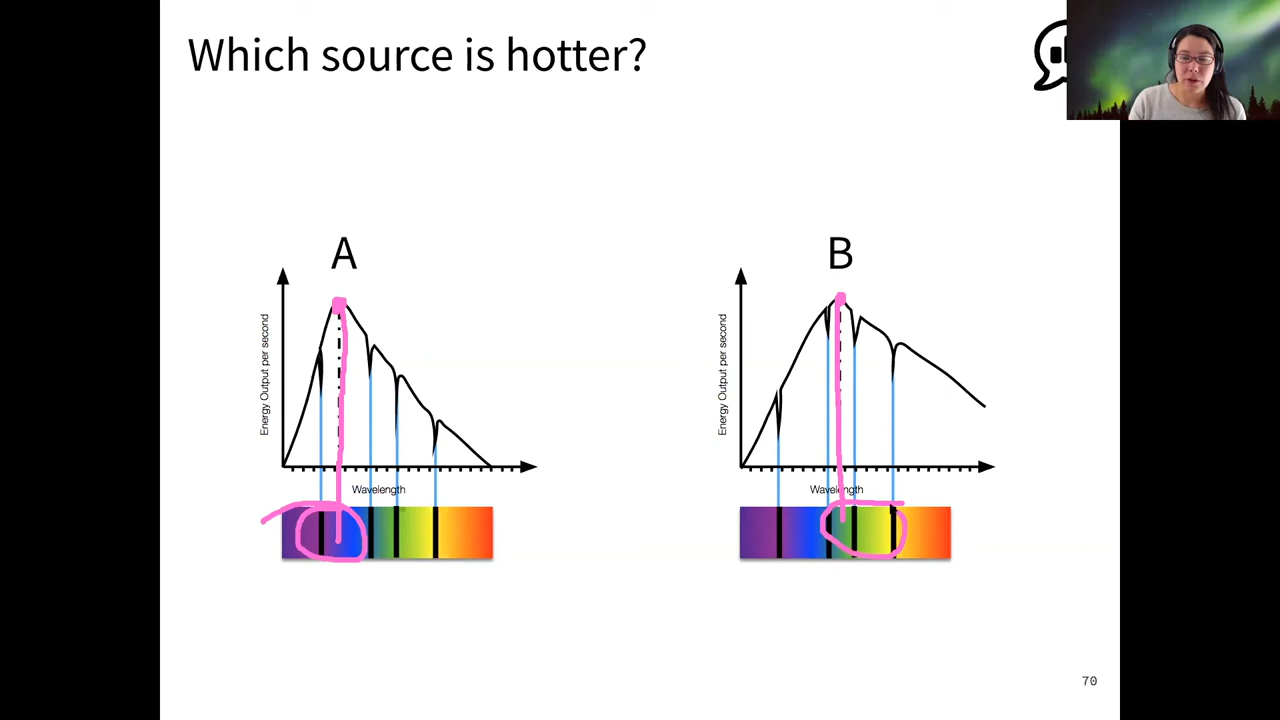 Which source is hotter?
A
B
Energy Output per second
Wavelength
Energy Output per second
Wavelength
70